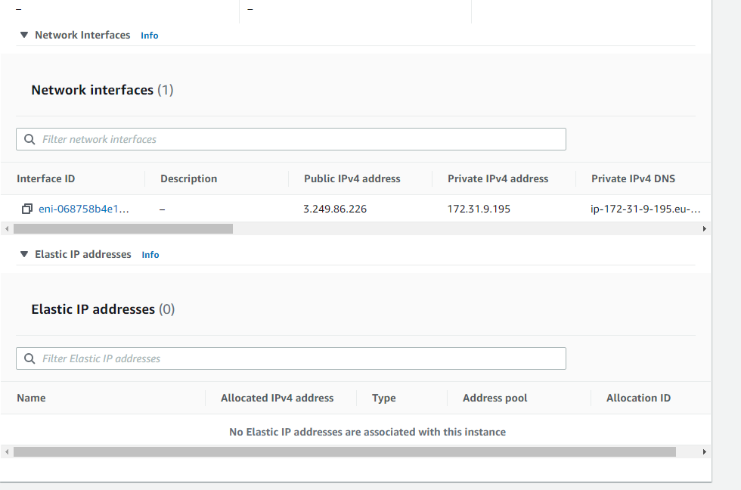 – –
Network Interfaces Info
Network interfaces (1)
Filter network interfaces
Interface ID Description Public IPv4 address Private IPv4 address Private IPv4 DNS
eni-068758b4e1... – 3.249.86.226 172.31.9.195 ip-172-31-9-195.eu-...
Elastic IP addresses Info
Elastic IP addresses (0)
Filter Elastic IP addresses
Name Allocated IPv4 address Type Address pool Allocation ID
No Elastic IP addresses are associated with this instance